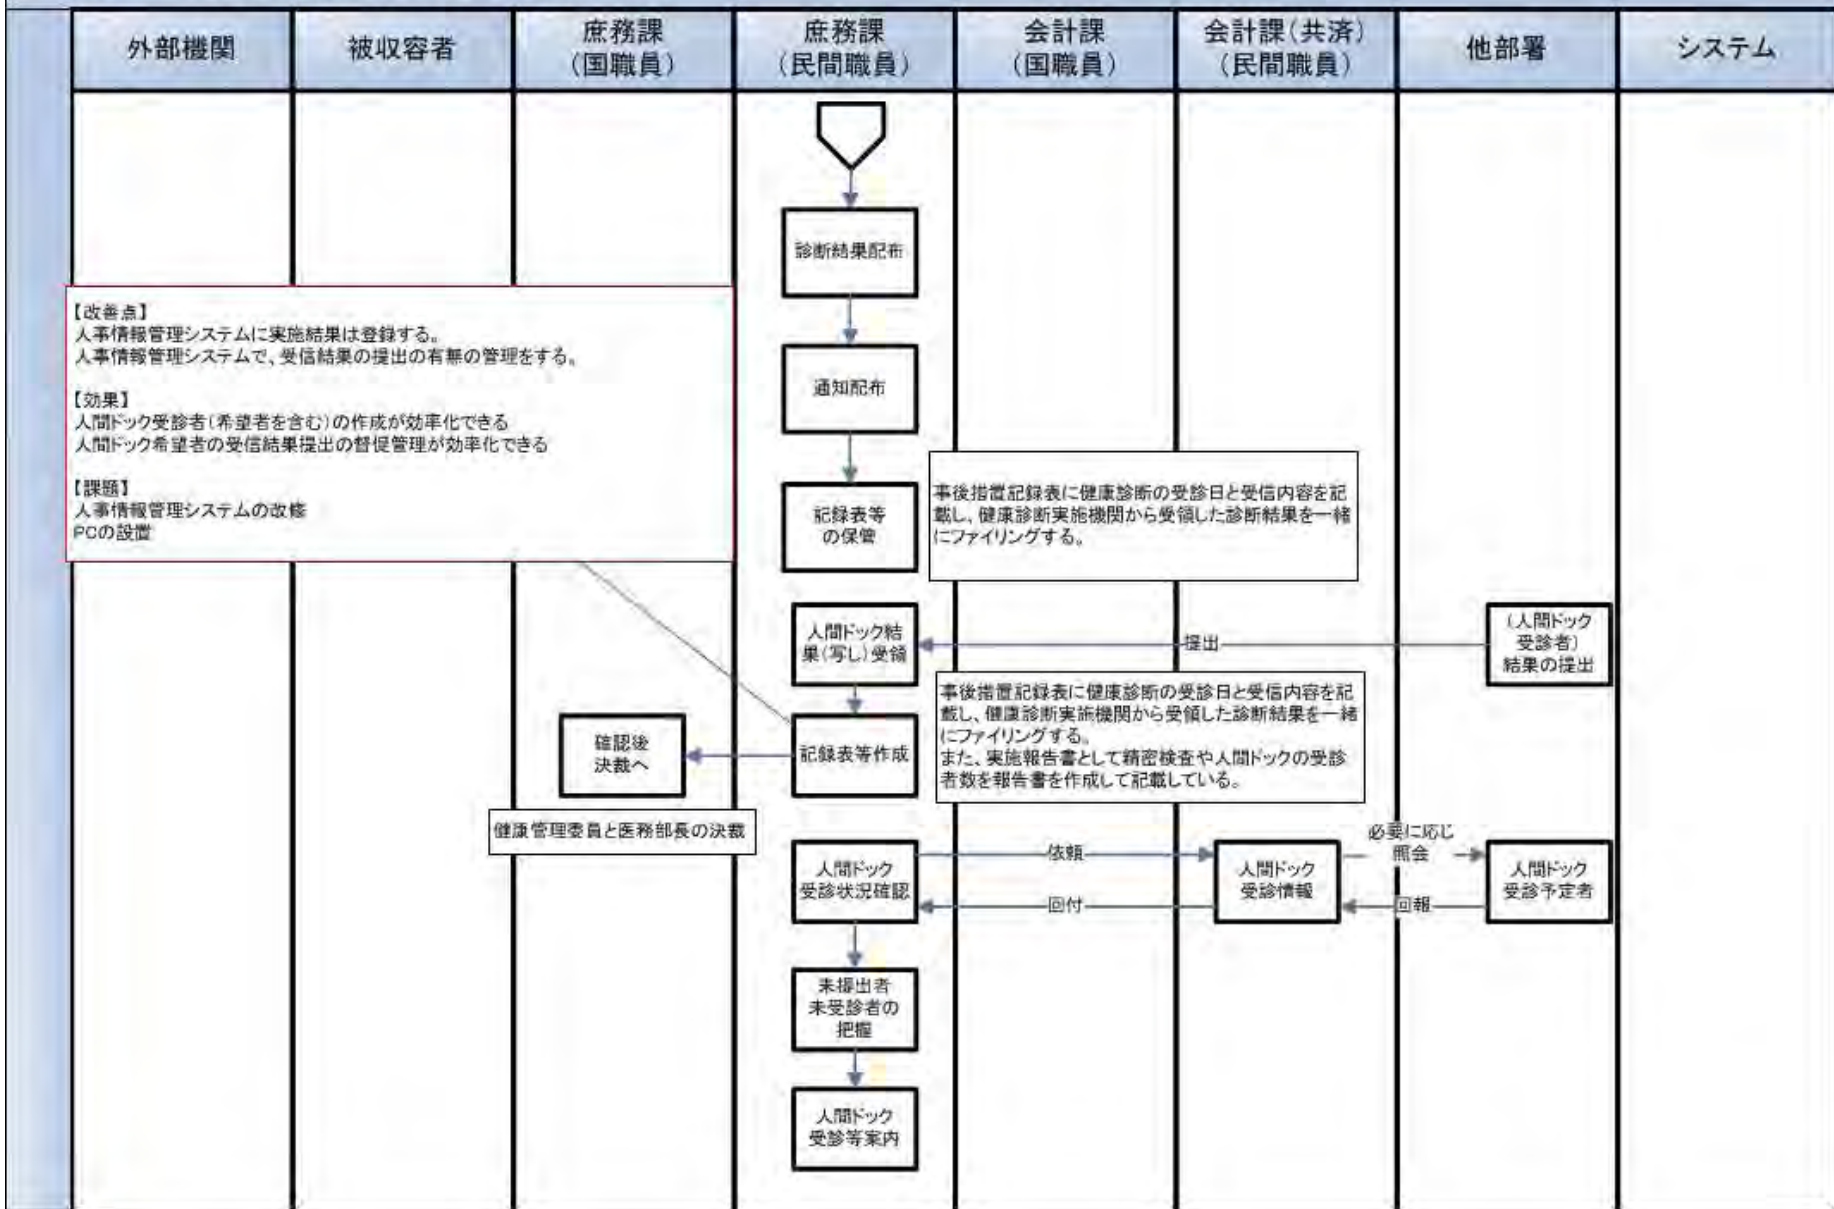 外部機関
被収容者
庶務課
（国職員）
庶務課
（民間職員）
会計課
（国職員）
会計課（共済）
（民間職員）
他部署
システム
診断結果配布
【改善点】
人事情報管理システムに実施結果は登録する。
人事情報管理システムで、受信結果の提出の有無の管理をする。
【効果】
人間ドック受診者（希望者を含む）の作成が効率化できる
人間ドック希望者の受信結果提出の督促管理が効率化できる
【課題】
人事情報管理システムの改修
PCの設置
通知配布
記録表等
の保管
事後措置記録表に健康診断の受診日と受信内容を記
載し、健康診断実施機関から受領した診断結果を一緒
にファイリングする。
人間ドック結
果（写し）受領
提出
（人間ドック
受診者）
結果の提出
確認後
決裁へ
記録表等作成
事後措置記録表に健康診断の受診日と受信内容を記
載し、健康診断実施機関から受領した診断結果を一緒
にファイリングする。
また、実施報告書として精密検査や人間ドックの受診
者数を報告書を作成して記載している。
健康管理委員と医務部長の決裁
人間ドック
受診状況確認
依頼
回付
人間ドック
受診情報
必要に応じ
照会
回報
人間ドック
受診予定者
未提出者
未受診者の
把握
人間ドック
受診等案内